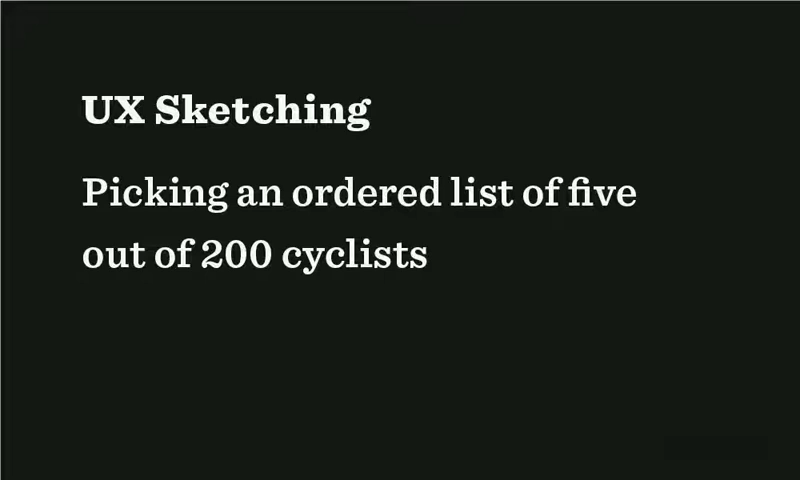 UX Sketching
Picking an ordered list of five
out of 200 cyclists